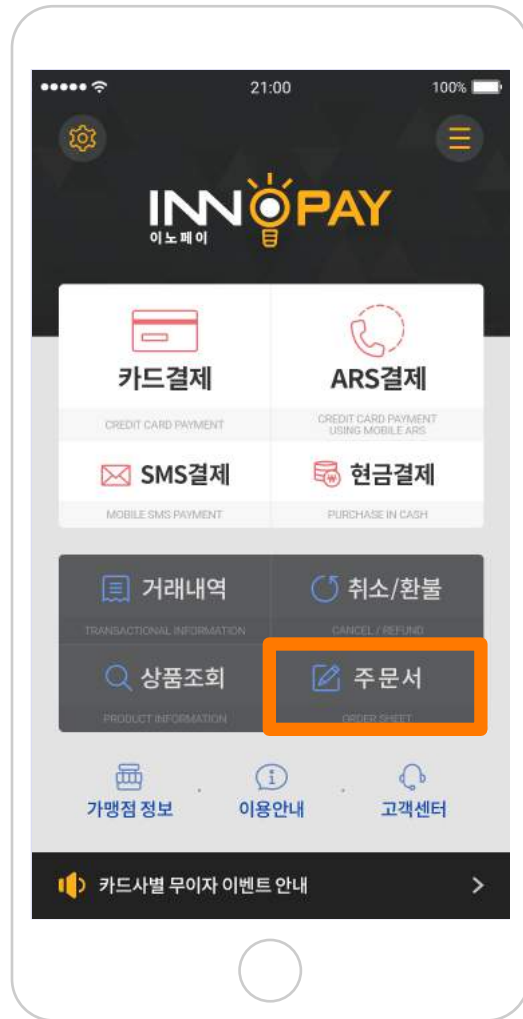 21:00
100%
INNOPAY
이노페이
카드결제
ARS결제
CREDIT CARD PAYMENT
CREDIT CARD PAYMENT
USING MOBILE ARS
SMS결제
현금결제
MOBILE SMS PAYMENT
PURCHASE IN CASH
거래내역
취소/환불
TRANSACTIONAL INFORMATION
CANCEL / REFUND
상품조회
주문서
PRODUCT INFORMATION
ORDER SHEET
가맹점 정보
이용안내
고객센터
카드사별 무이자 이벤트 안내